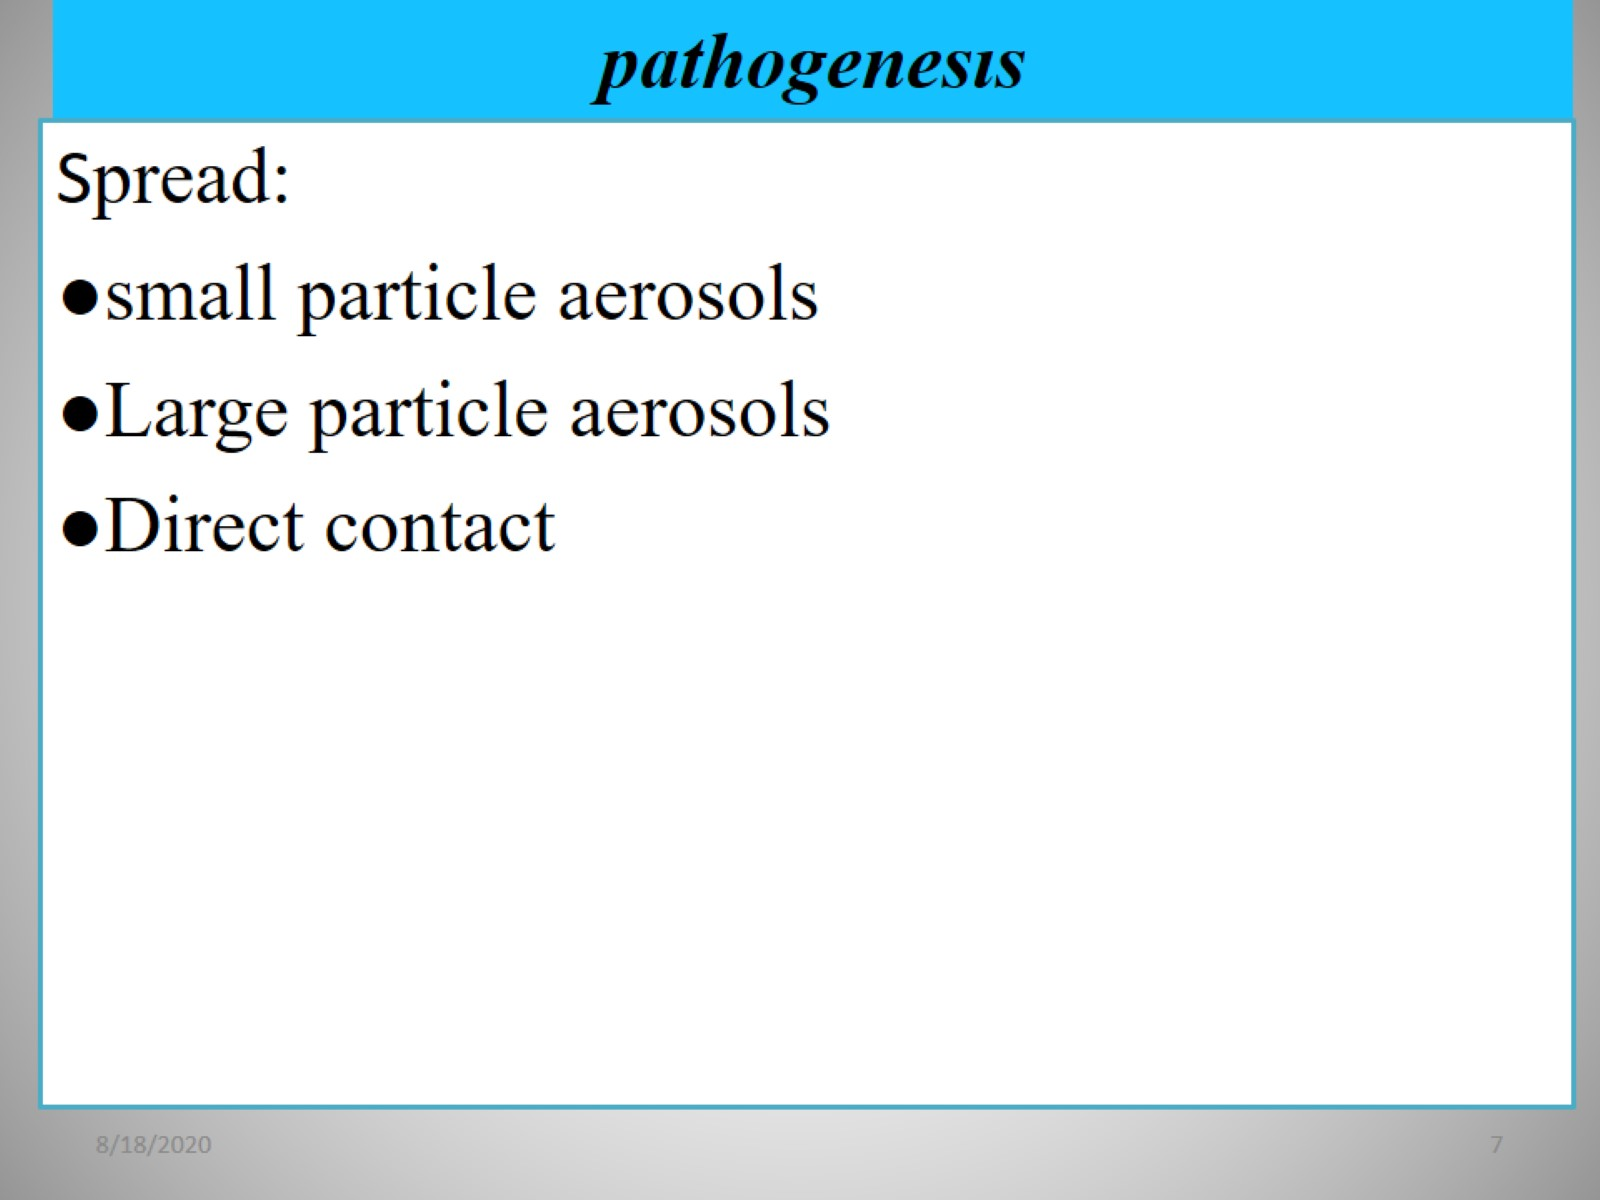 pathogenesis
Spread:
●small particle aerosols
●Large particle aerosols
●Direct contact
8/18/2020
7